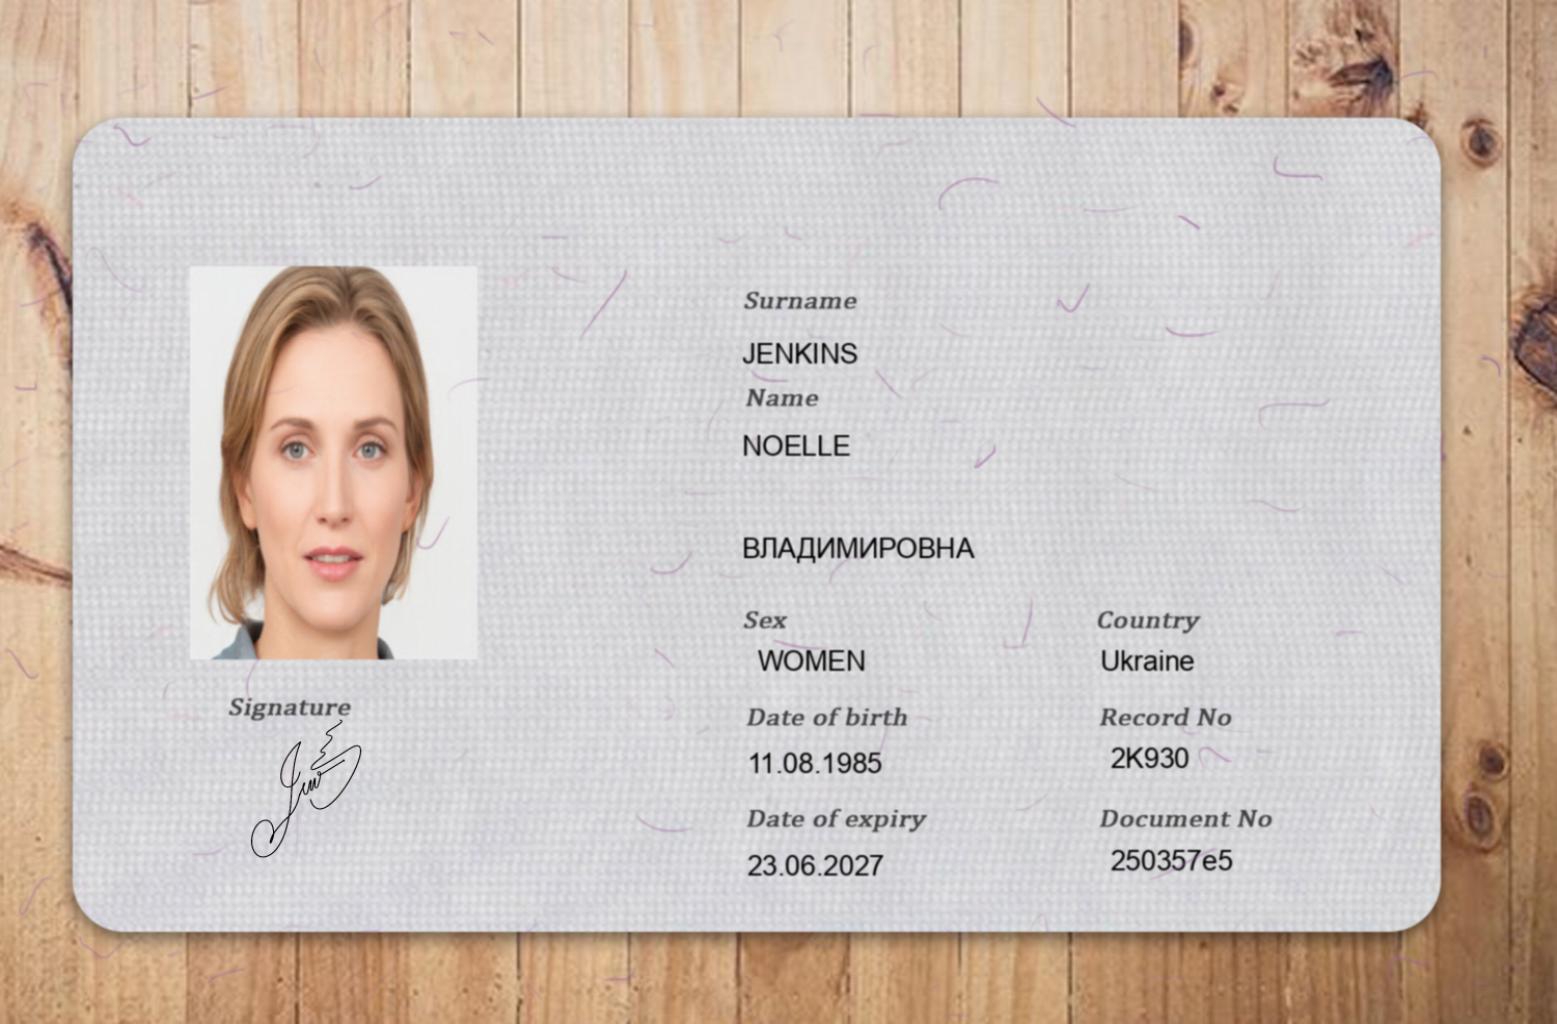 Surname
JENKINS
Name
NOELLE
ВЛАДИМИРОВНА
Sex
WOMEN
Country
Ukraine
Signature
Date of birth
11.08.1985
Record No
2K930
Date of expiry
23.06.2027
Document No
250357e5